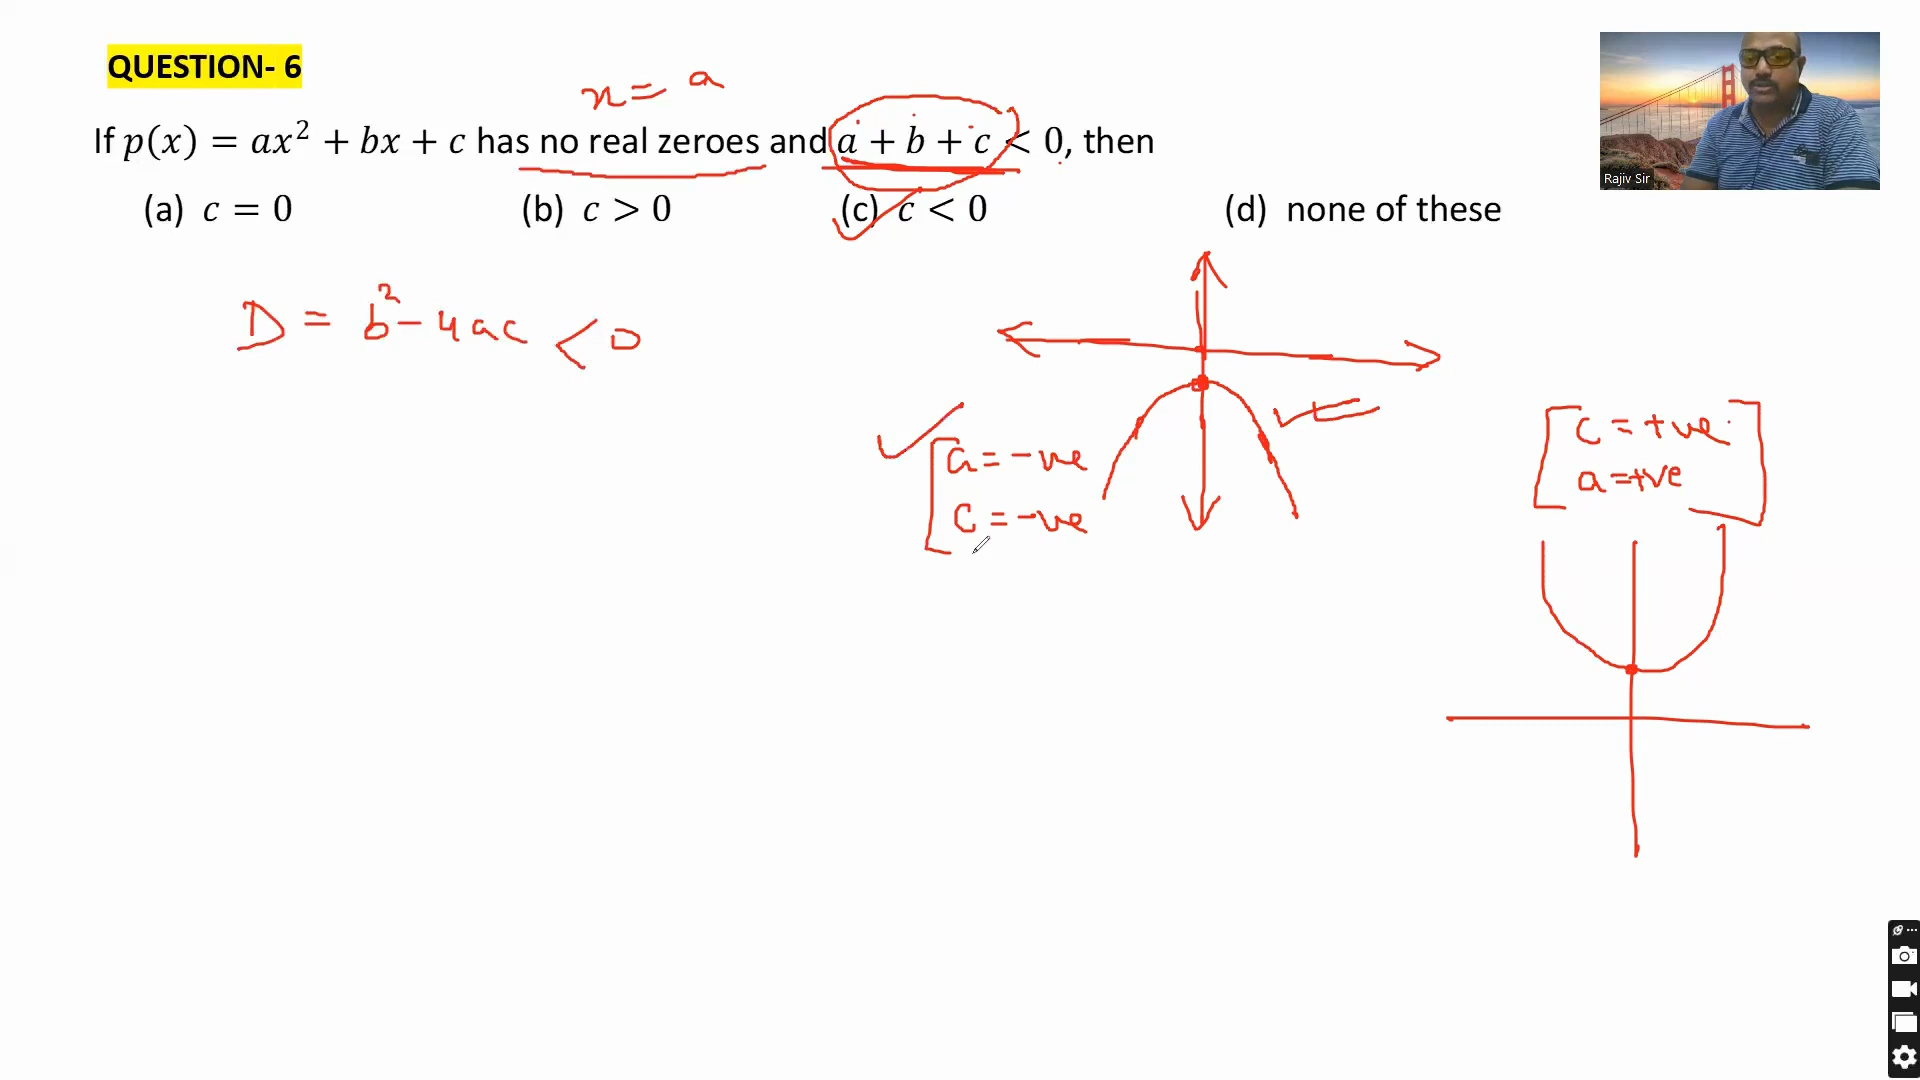 QUESTION- 6
x = a
If p(x) = ax² + bx + c has no real zeroes and a + b + c < 0, then
(a) c = 0 (b) c > 0 (c) c < 0 (d) none of these
Rajiv Sir
D = b² - 4ac < 0
a = -ve
c = -ve
c = +ve
a = +ve